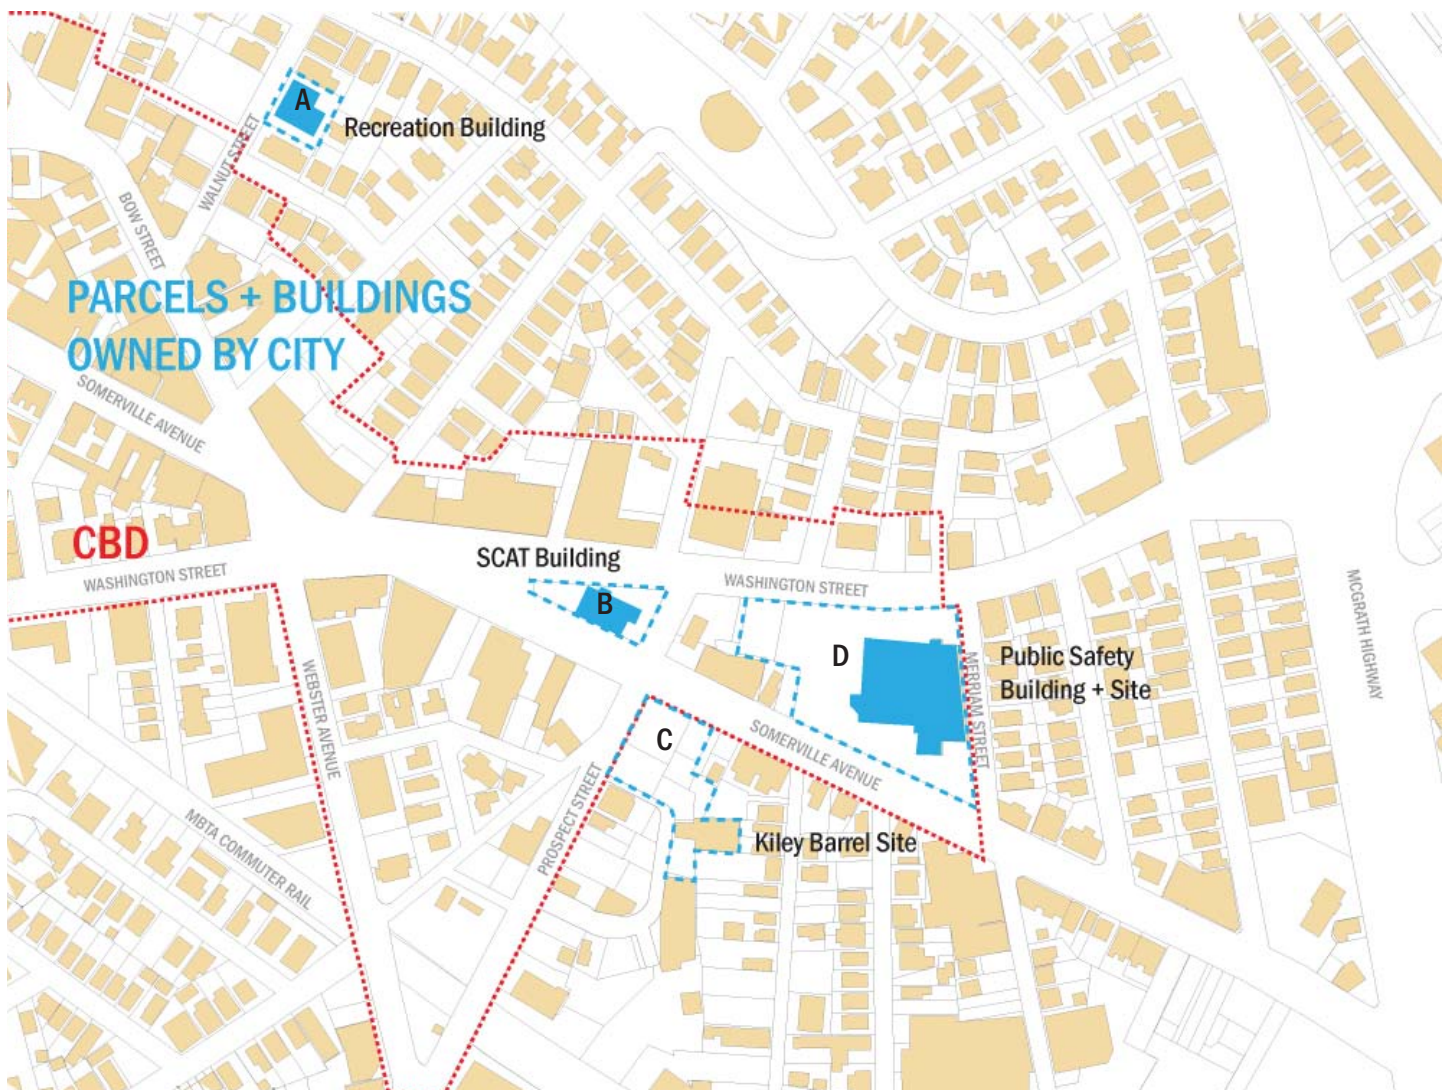 A
Recreation Building
WALNUT STREET
BOW STREET
PARCELS + BUILDINGS
OWNED BY CITY
SOMERVILLE AVENUE
CBD
WASHINGTON STREET
SCAT Building
B
WASHINGTON STREET
D
Public Safety
Building + Site
MERRIAM STREET
MCGRATH HIGHWAY
WEBSTER AVENUE
C
SOMERVILLE AVENUE
PROSPECT STREET
Kiley Barrel Site
MBTA COMMUTER RAIL